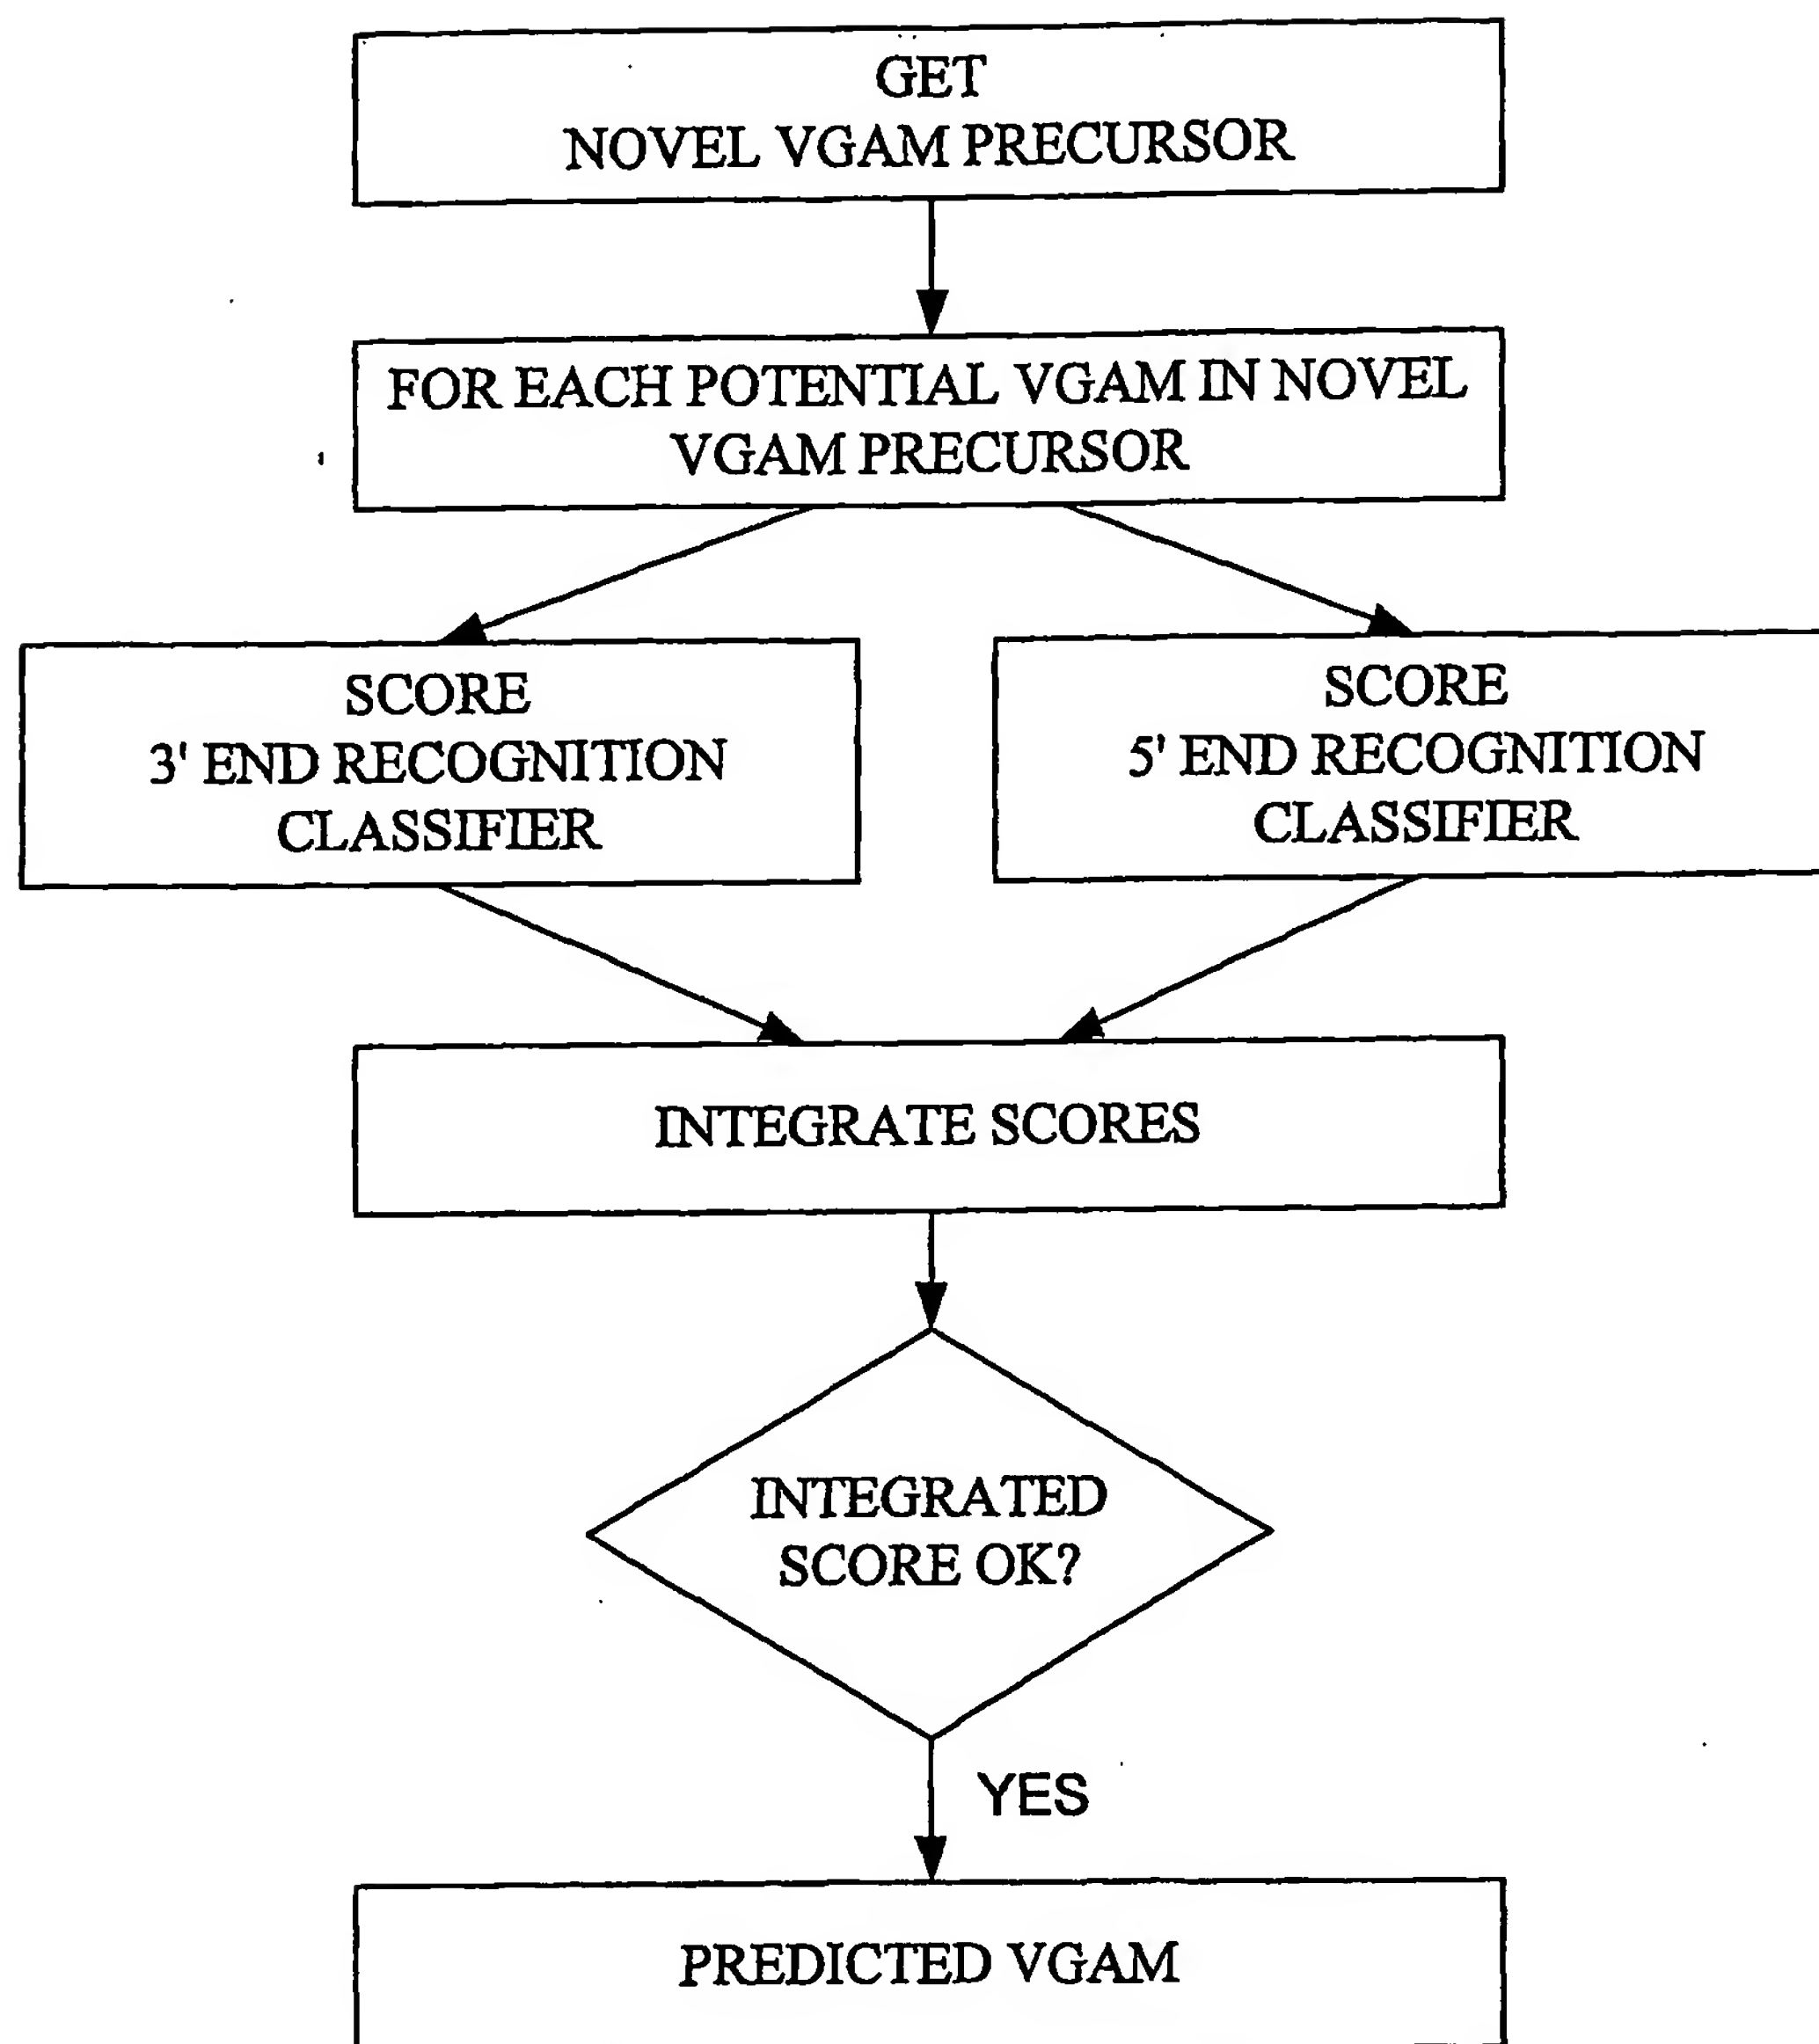 GET
NOVEL VGAM PRECURSOR
FOR EACH POTENTIAL VGAM IN NOVEL
VGAM PRECURSOR
SCORE
3' END RECOGNITION
CLASSIFIER
SCORE
5' END RECOGNITION
CLASSIFIER
INTEGRATE SCORES
INTEGRATED
SCORE OK?
YES
PREDICTED VGAM